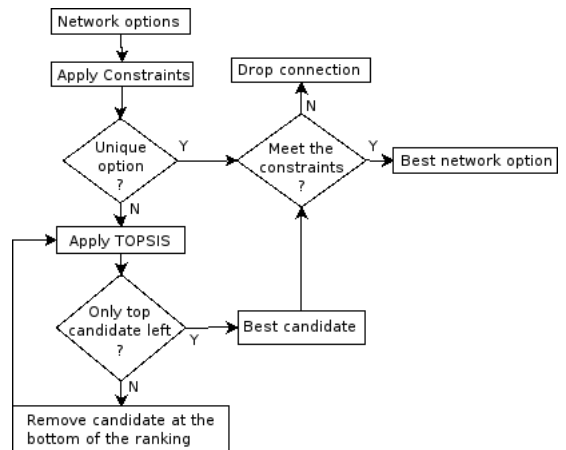 Network options
Apply Constraints
Drop connection
Unique
option
?
Y
N
Meet the
constraints
?
N
Y
Best network option
Apply TOPSIS
Only top
candidate left
?
Y
N
Best candidate
Remove candidate at the
bottom of the ranking